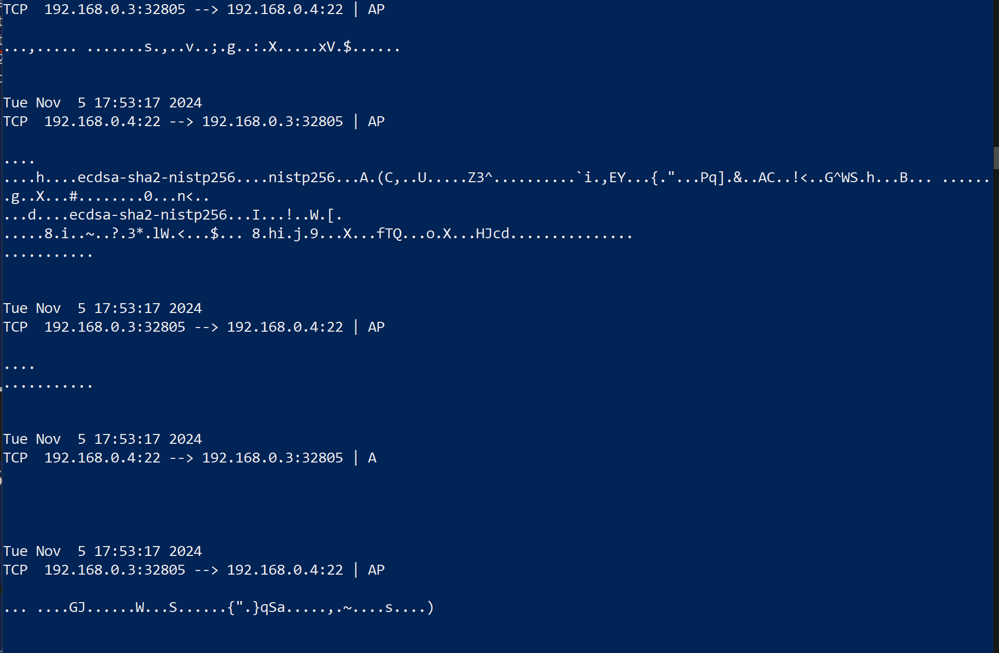 TCP  192.168.0.3:32805 --> 192.168.0.4:22 | AP
...,..... .......s.,..v..;.g..:.X.....xV.$......
Tue Nov  5 17:53:17 2024
TCP  192.168.0.4:22 --> 192.168.0.3:32805 | AP
....
....h....ecdsa-sha2-nistp256....nistp256...A.(C,..U.....Z3^..........`i.,EY...{."...Pq].&..AC..!<..G^WS.h...B... ......
.g..X...#........0...n<..
...d....ecdsa-sha2-nistp256...I...!..W.[.
.....8.i..~..?.3*.lW.<...$... 8.hi.j.9...X...fTQ...o.X...HJcd...............
...........
Tue Nov  5 17:53:17 2024
TCP  192.168.0.3:32805 --> 192.168.0.4:22 | AP
....
...........
Tue Nov  5 17:53:17 2024
TCP  192.168.0.4:22 --> 192.168.0.3:32805 | A
Tue Nov  5 17:53:17 2024
TCP  192.168.0.3:32805 --> 192.168.0.4:22 | AP
... ....GJ......W...S......{".}qSa.....,.~....s....)